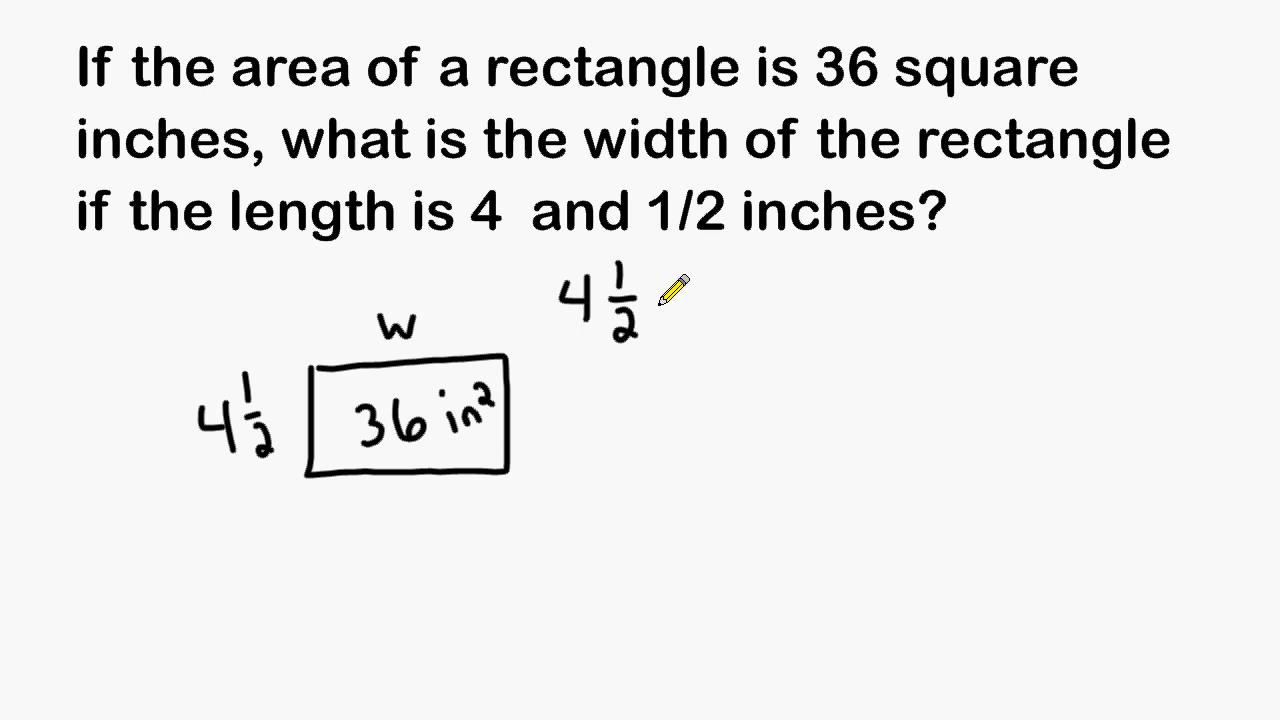 If the area of a rectangle is 36 square
inches, what is the width of the rectangle
if the length is 4  and 1/2 inches?
4 1/2
w
4 1/2
36 in²